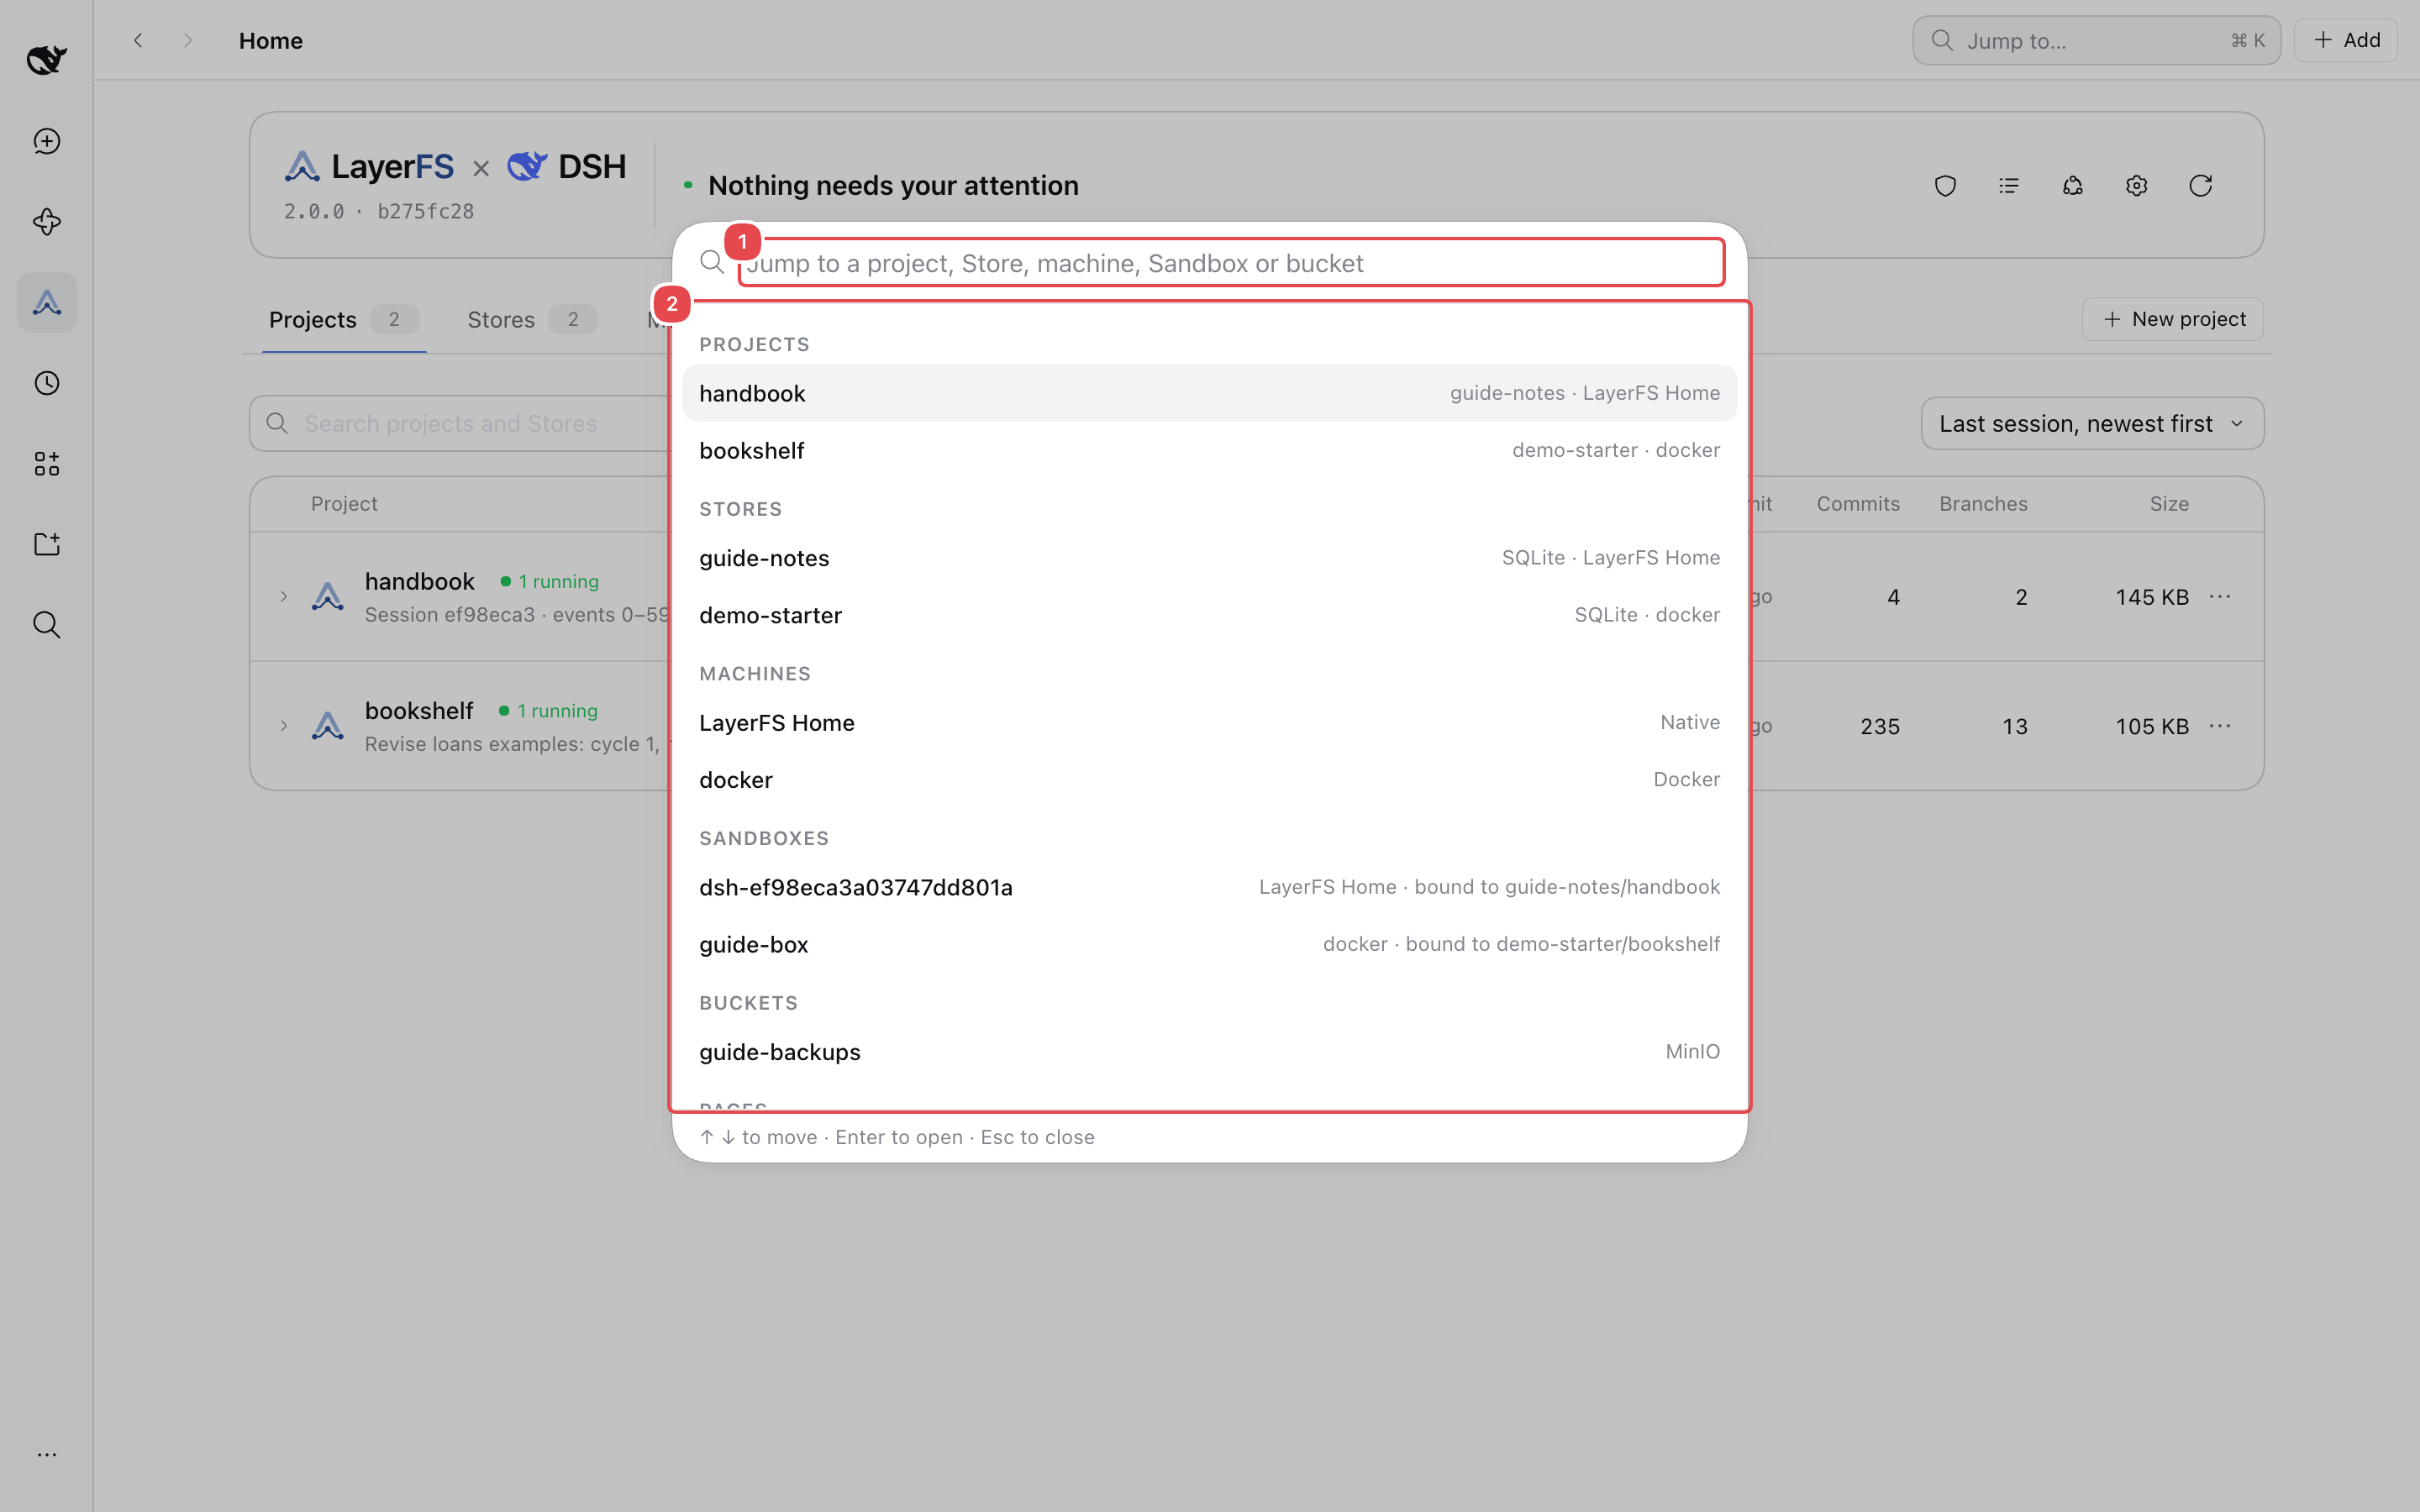 Home
Jump to...
⌘ K
+ Add
LayerFS × DSH
2.0.0 · b275fc28
Nothing needs your attention
1
Jump to a project, Store, machine, Sandbox or bucket
2
Projects 2
Stores 2
+ New project
Search projects and Stores
Last session, newest first
Project
Commits
Branches
Size
handbook
1 running
Session ef98eca3 · events 0–59
4
2
145 KB
bookshelf
1 running
Revise loans examples: cycle 1,
235
13
105 KB
PROJECTS
handbook
guide-notes · LayerFS Home
bookshelf
demo-starter · docker
STORES
guide-notes
SQLite · LayerFS Home
demo-starter
SQLite · docker
MACHINES
LayerFS Home
Native
docker
Docker
SANDBOXES
dsh-ef98eca3a03747dd801a
LayerFS Home · bound to guide-notes/handbook
guide-box
docker · bound to demo-starter/bookshelf
BUCKETS
guide-backups
MinIO
PAGES
↑ ↓ to move · Enter to open · Esc to close